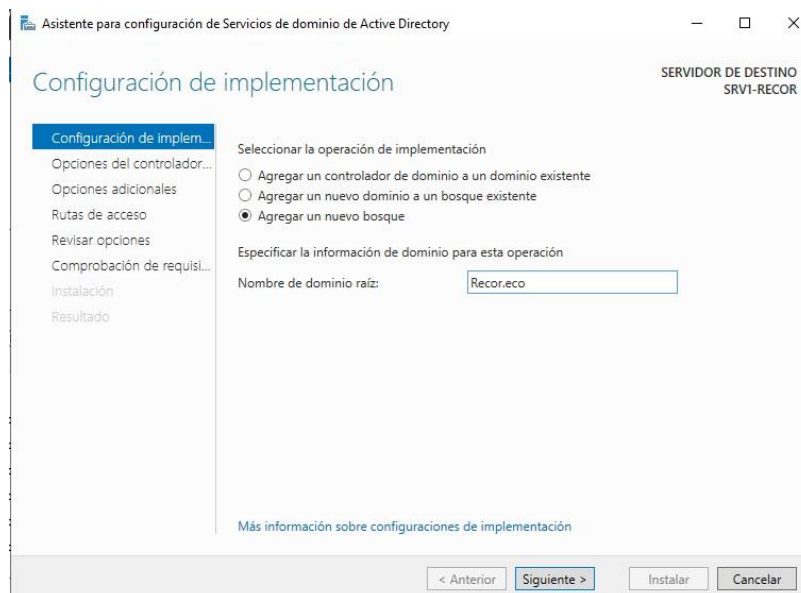 Asistente para configuración de Servicios de dominio de Active Directory
Configuración de implementación
SERVIDOR DE DESTINO
SRV1-RECOR
Configuración de implem...
Opciones del controlador...
Opciones adicionales
Rutas de acceso
Revisar opciones
Comprobación de requisi...
Instalación
Resultado
Seleccionar la operación de implementación
Agregar un controlador de dominio a un dominio existente
Agregar un nuevo dominio a un bosque existente
Agregar un nuevo bosque
Especificar la información de dominio para esta operación
Nombre de dominio raíz: Recor.eco
Más información sobre configuraciones de implementación
< Anterior Siguiente > Instalar Cancelar